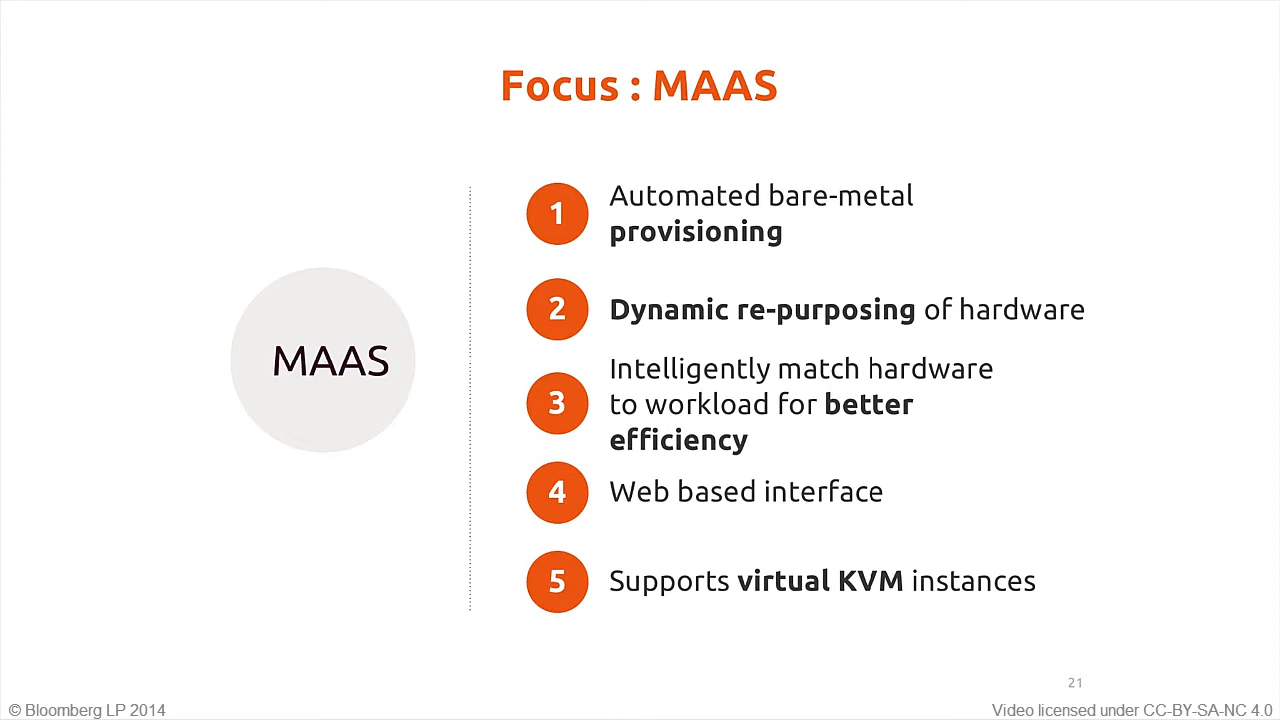 Focus : MAAS
MAAS
1
Automated bare-metal
provisioning
2
Dynamic re-purposing of hardware
3
Intelligently match hardware
to workload for better
efficiency
4
Web based interface
5
Supports virtual KVM instances
21
© Bloomberg LP 2014
Video licensed under CC-BY-SA-NC 4.0